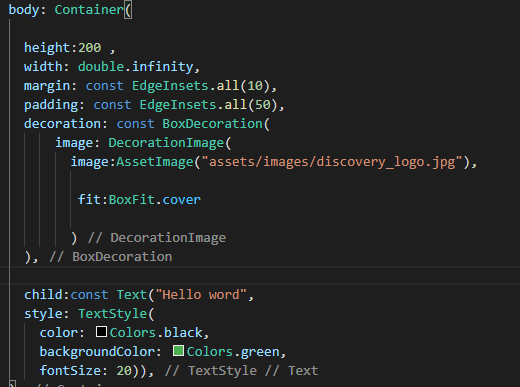 body: Container(
height:200 ,
width: double.infinity,
margin: const EdgeInsets.all(10),
padding: const EdgeInsets.all(50),
decoration: const BoxDecoration(
image: DecorationImage(
image:AssetImage("assets/images/discovery_logo.jpg"),
fit:BoxFit.cover
) // DecorationImage
), // BoxDecoration
child:const Text("Hello word",
style: TextStyle(
color: Colors.black,
backgroundColor: Colors.green,
fontSize: 20)), // TextStyle // Text